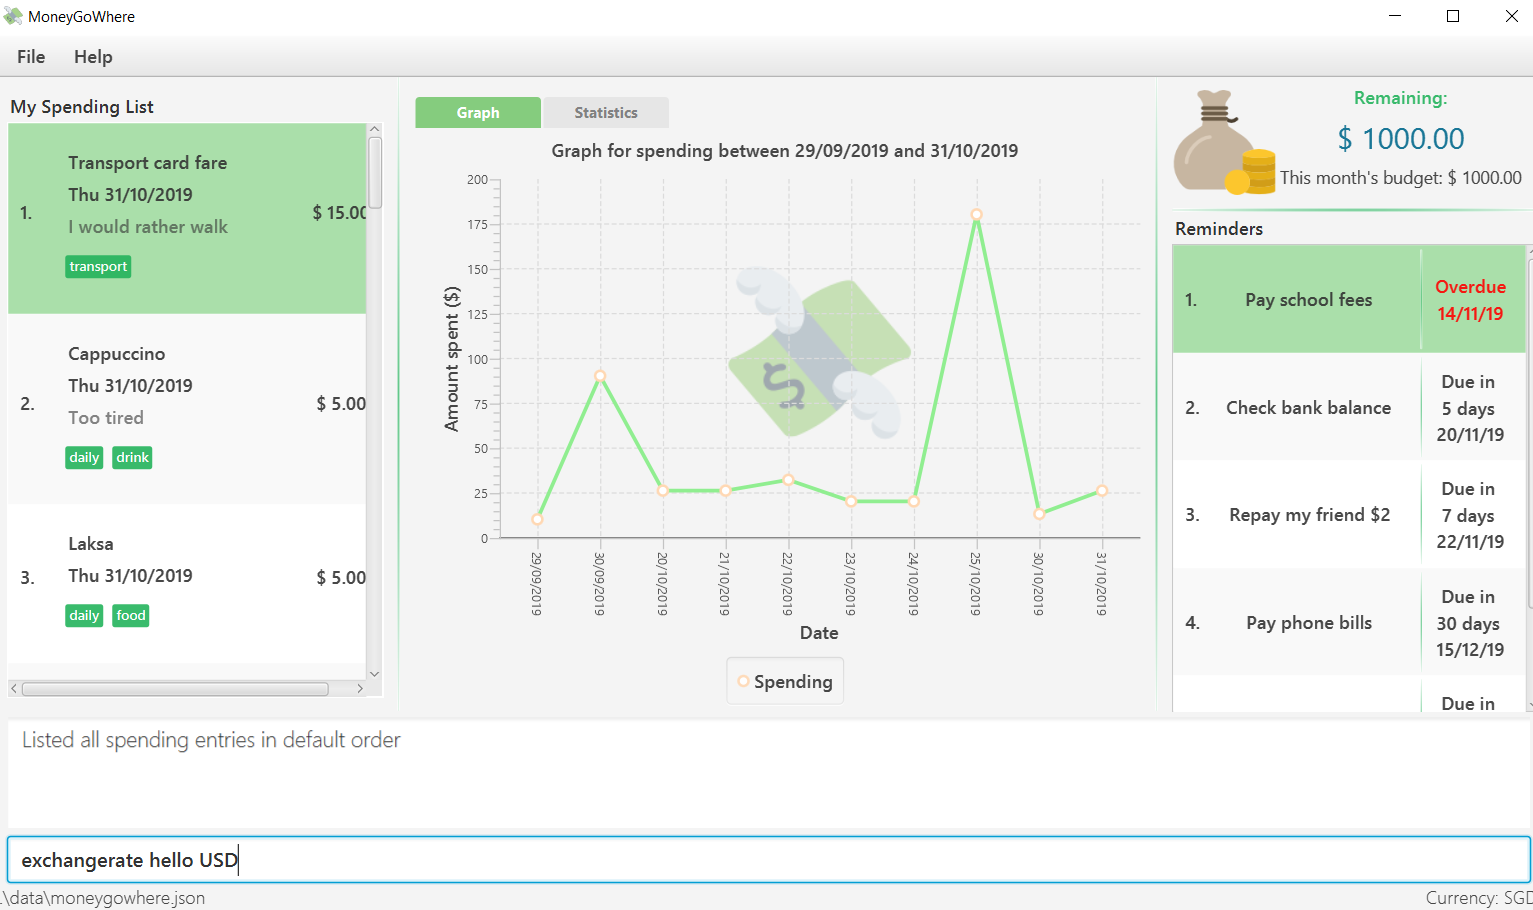 MoneyGoWhere
File Help
My Spending List
1.
Transport card fare
Thu 31/10/2019
I would rather walk
$ 15.00
transport
2.
Cappuccino
Thu 31/10/2019
Too tired
$ 5.00
daily drink
3.
Laksa
Thu 31/10/2019
$ 5.00
daily food
Graph Statistics
Graph for spending between 29/09/2019 and 31/10/2019
Amount spent ($)
200
175
150
125
100
75
50
25
0
29/09/2019
30/09/2019
20/10/2019
21/10/2019
22/10/2019
23/10/2019
24/10/2019
25/10/2019
30/10/2019
31/10/2019
Date
Spending
Remaining:
$ 1000.00
This month's budget: $ 1000.00
Reminders
1. Pay school fees
Overdue
14/11/19
2. Check bank balance
Due in
5 days
20/11/19
3. Repay my friend $2
Due in
7 days
22/11/19
4. Pay phone bills
Due in
30 days
15/12/19
Due in
Listed all spending entries in default order
exchangerate hello USD
.\data\moneygowhere.json
Currency: SGD